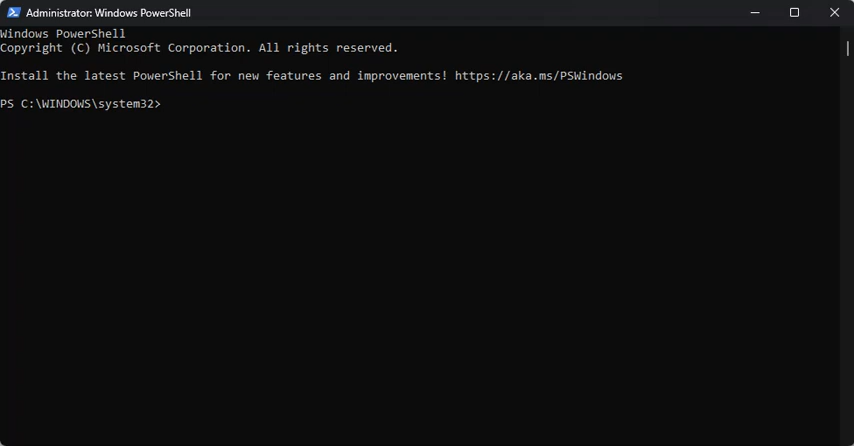 Administrator: Windows PowerShell
Windows PowerShell
Copyright (C) Microsoft Corporation. All rights reserved.
Install the latest PowerShell for new features and improvements! https://aka.ms/PSWindows
PS C:\WINDOWS\system32>